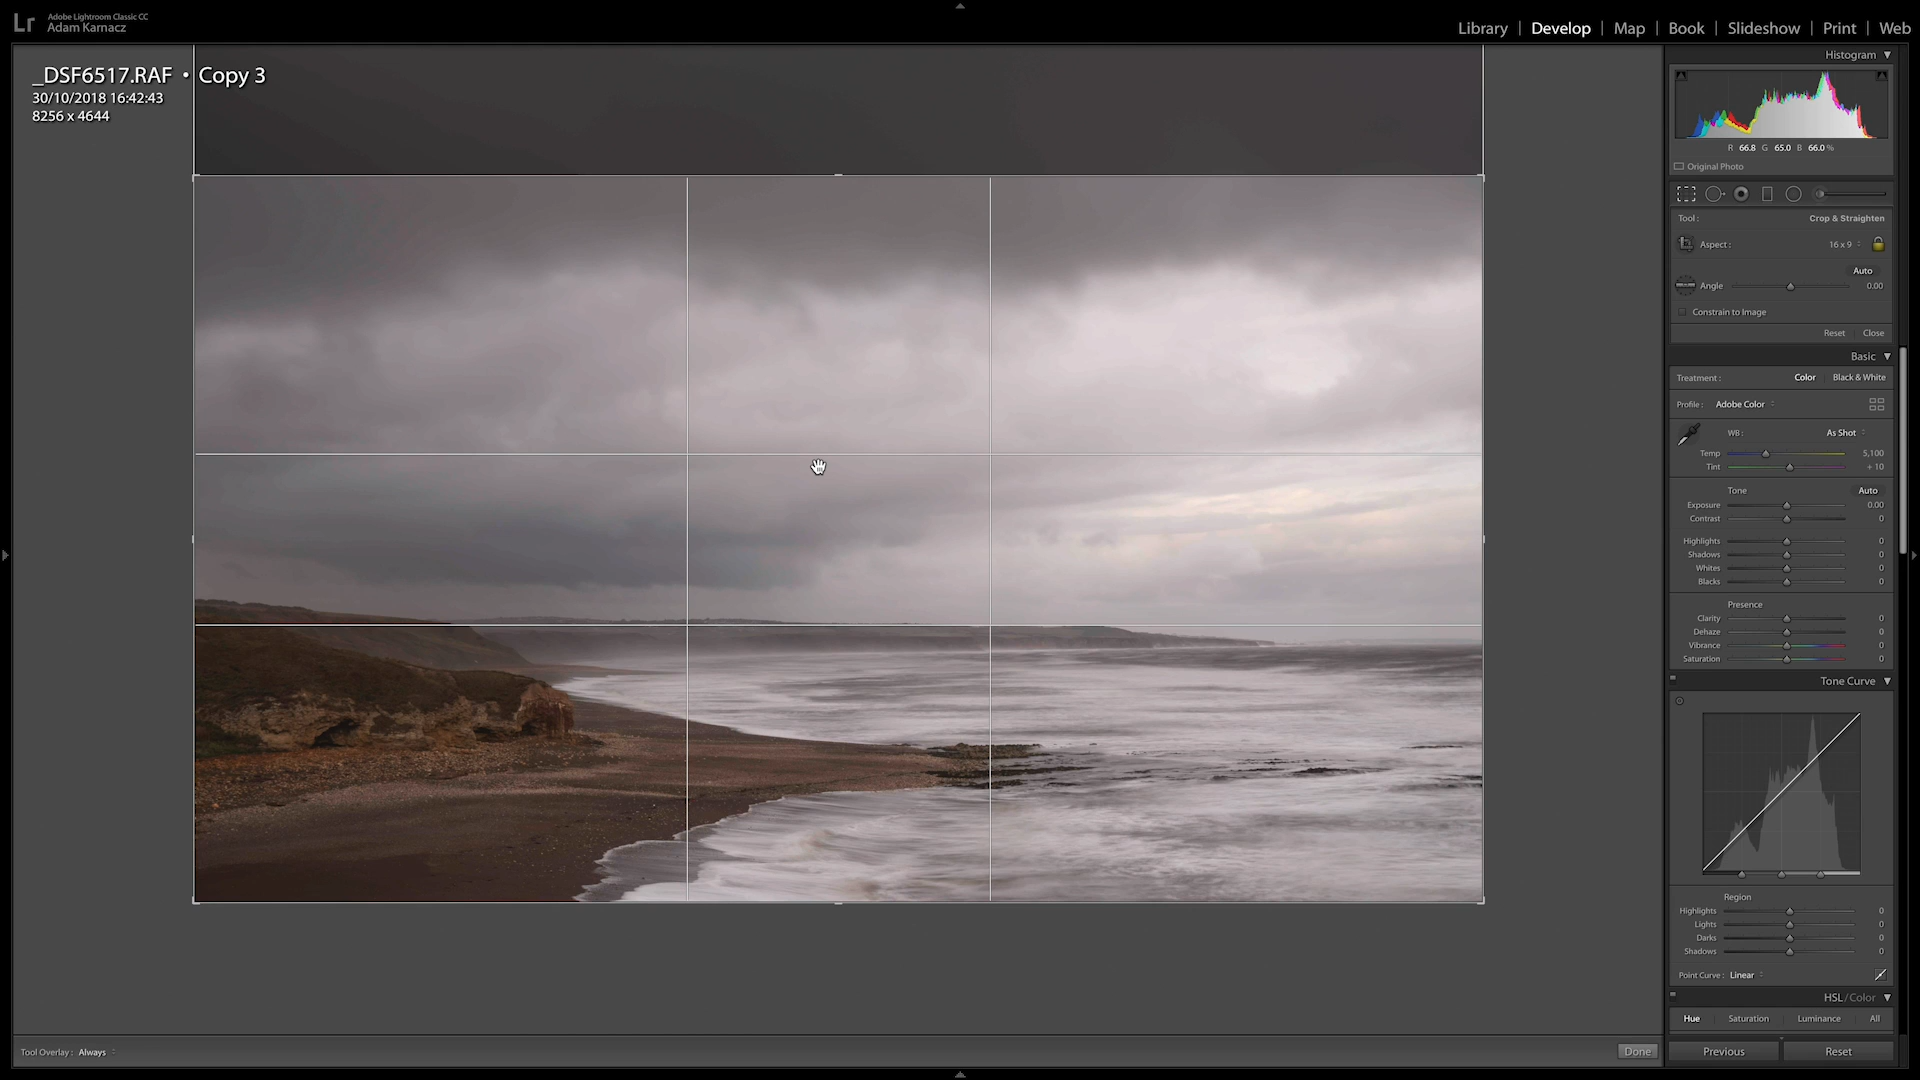 Lr
Adobe Lightroom Classic CC
Adam Karnacz
Library | Develop | Map | Book | Slideshow | Print | Web
_DSF6517.RAF • Copy 3
30/10/2018 16:42:43
8256 x 4644
Histogram
R 66.8 G 65.0 B 66.0 %
Original Photo
Tool : Crop & Straighten
Aspect : 16 x 9
Auto
Angle 0.00
Constrain to Image
Reset Close
Basic
Treatment : Color Black & White
Profile : Adobe Color
WB : As Shot
Temp 5,100
Tint + 10
Tone Auto
Exposure 0.00
Contrast 0
Highlights 0
Shadows 0
Whites 0
Blacks 0
Presence
Clarity 0
Dehaze 0
Vibrance 0
Saturation 0
Tone Curve
Region
Highlights 0
Lights 0
Darks 0
Shadows 0
Point Curve : Linear
HSL / Color
Hue Saturation Luminance All
Tool Overlay : Always
Done
Previous Reset